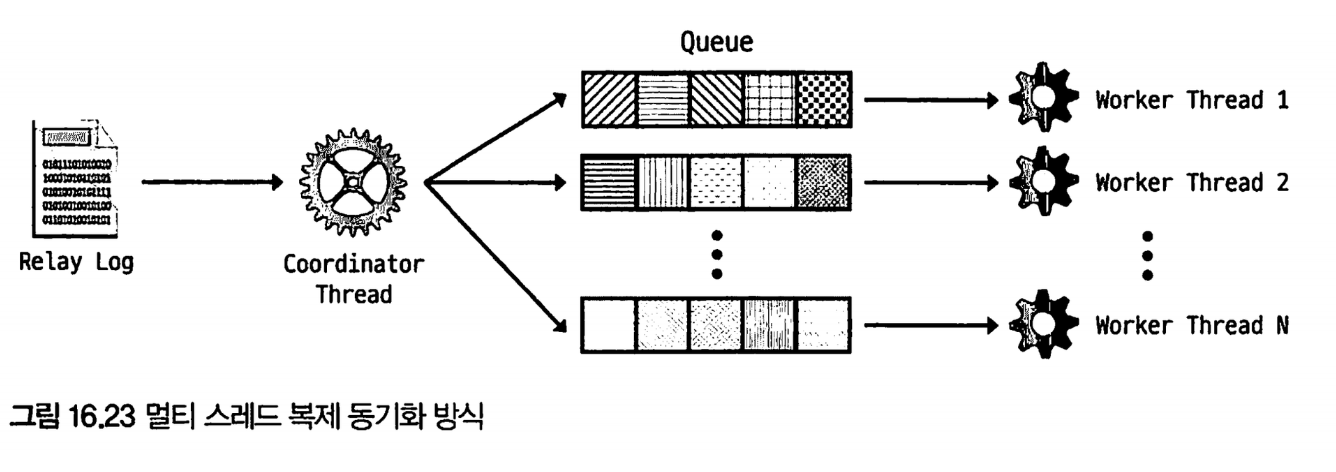 Queue
Worker Thread 1
Worker Thread 2
Relay Log
Coordinator
Thread
Worker Thread N
그림 16.23 멀티 스레드 복제 동기화 방식